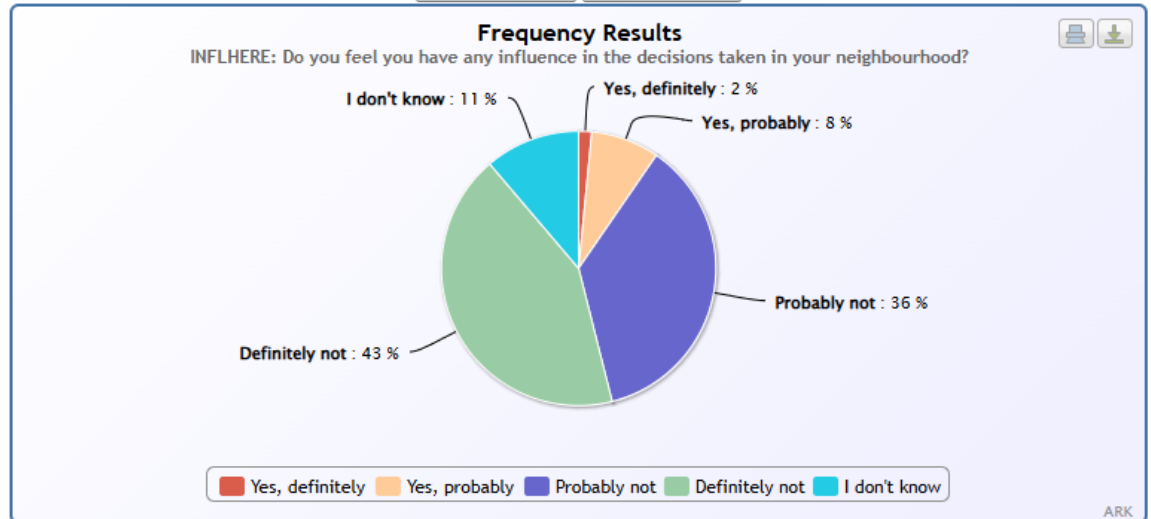 Frequency Results
INFLHERE: Do you feel you have any influence in the decisions taken in your neighbourhood?
I don't know : 11 %
Yes, definitely : 2 %
Yes, probably : 8 %
Probably not : 36 %
Definitely not : 43 %
Yes, definitely Yes, probably Probably not Definitely not I don't know
ARK